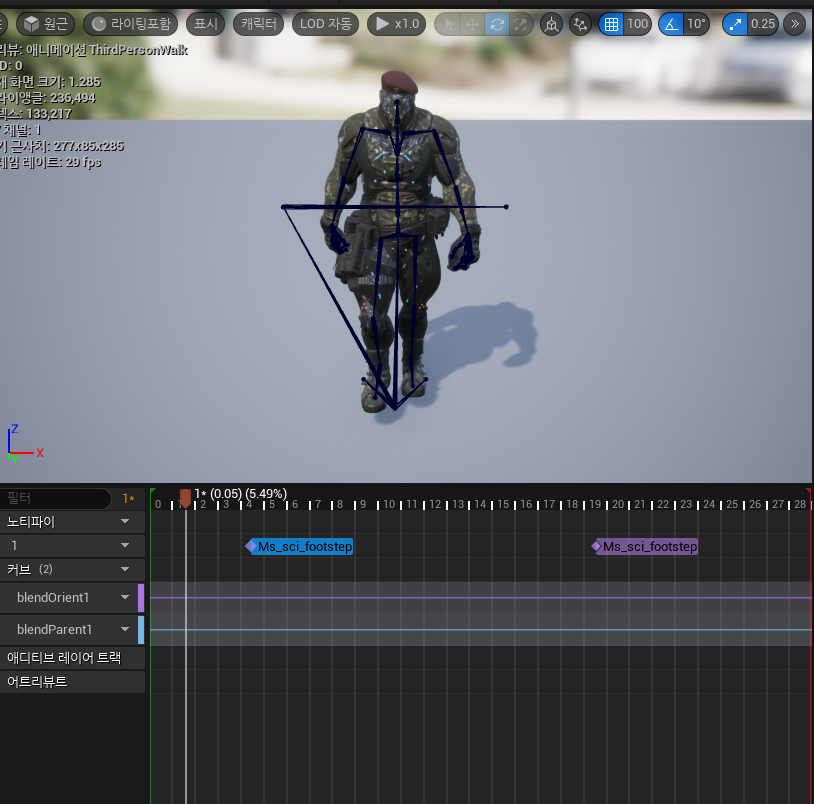 원근 라이팅포함 표시 캐릭터 LOD 자동 x1.0 100 10° 0.25
리뷰: 애니메이션 ThirdPersonWalk
D: 0
재 화면 크기: 1.285
라이앵글: 236,494
텍스: 133,217
채널: 1
기 근사치: 277x85x285
레임 레이트: 29 fps
Z
X
필터 1*
1* (0.05) (5.49%)
0 1 2 3 4 5 6 7 8 9 10 11 12 13 14 15 16 17 18 19 20 21 22 23 24 25 26 27 28
노티파이
1
Ms_sci_footstep Ms_sci_footstep
커브 (2)
blendOrient1
blendParent1
애디티브 레이어 트랙
어트리뷰트